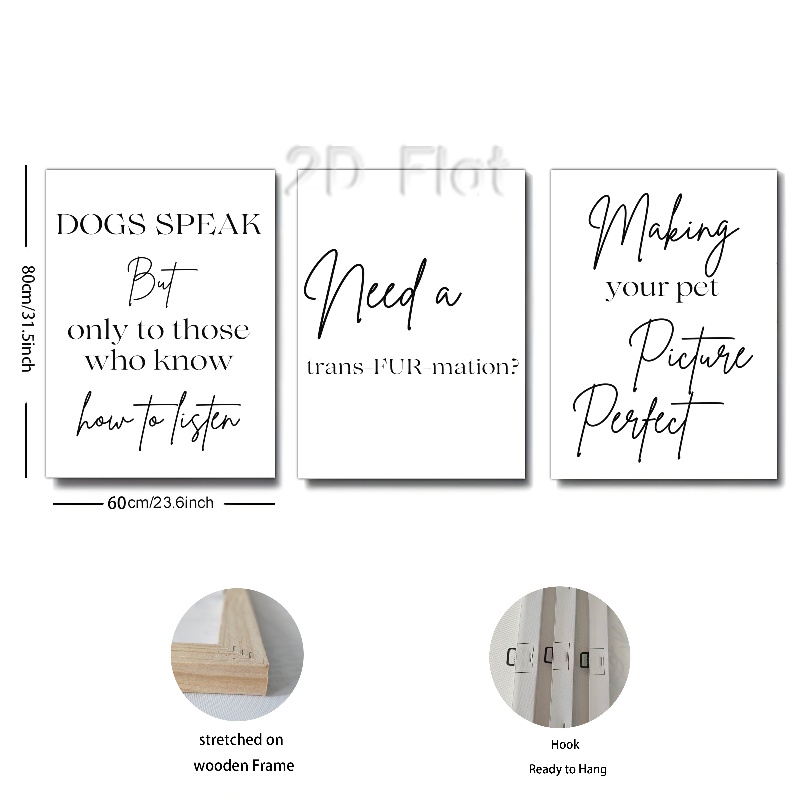 2D Flat
DOGS SPEAK
But
only to those
who know
how to listen
Need a
trans-FUR-mation?
Making
your pet
Picture
Perfect
80cm/31.5inch
60cm/23.6inch
stretched on
wooden Frame
Hook
Ready to Hang